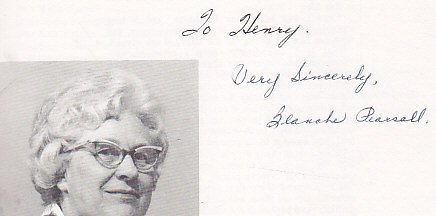 To Henry.
Very Sincerely,
Blanche Pearsall.